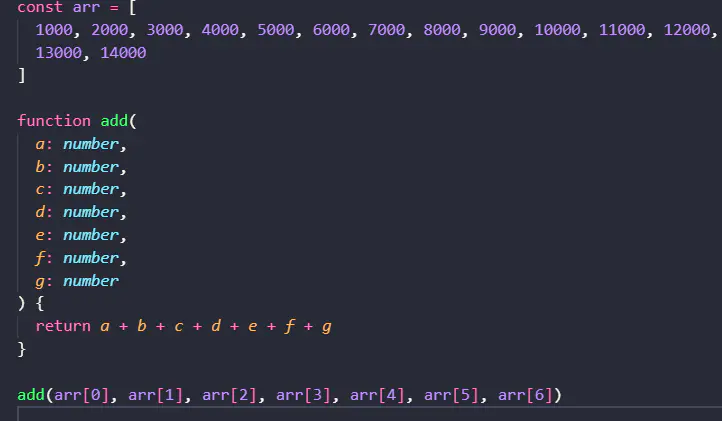 const arr = [
  1000, 2000, 3000, 4000, 5000, 6000, 7000, 8000, 9000, 10000, 11000, 12000,
  13000, 14000
]

function add(
  a: number,
  b: number,
  c: number,
  d: number,
  e: number,
  f: number,
  g: number
) {
  return a + b + c + d + e + f + g
}

add(arr[0], arr[1], arr[2], arr[3], arr[4], arr[5], arr[6])